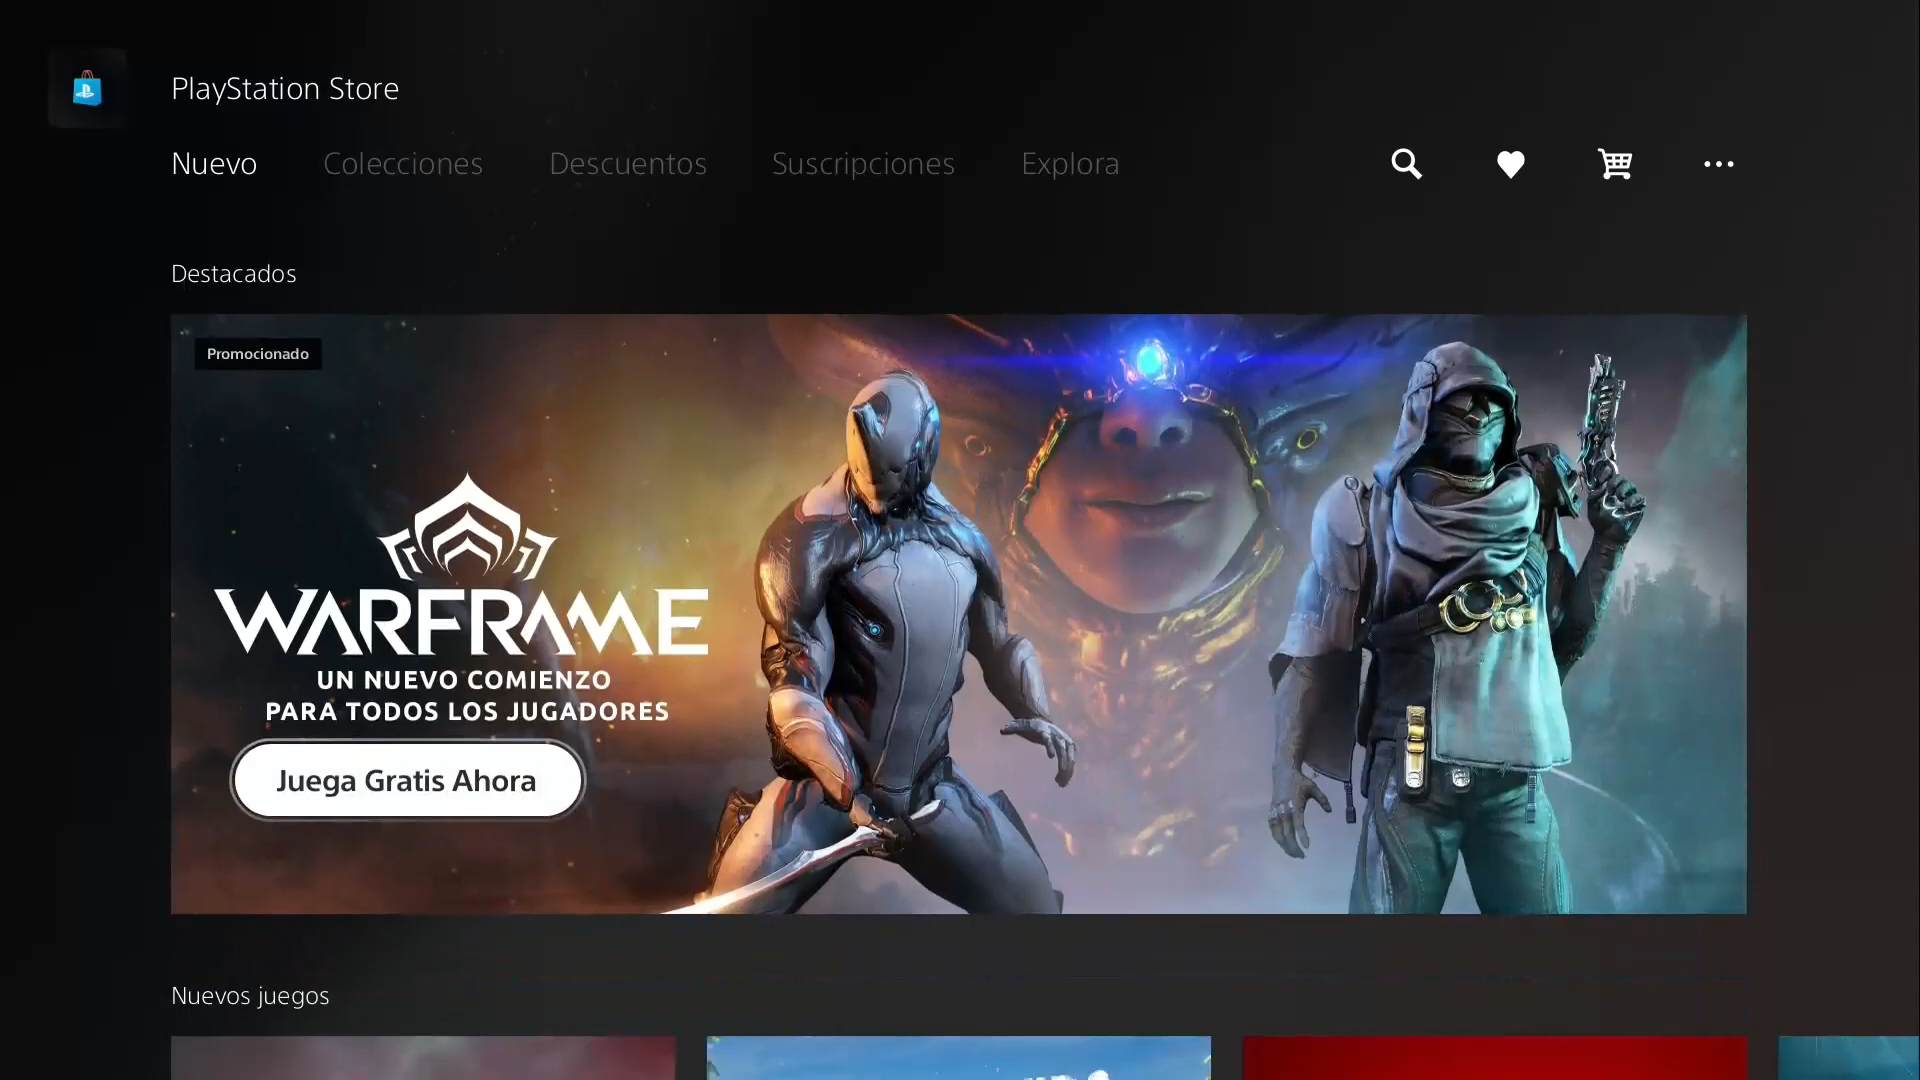 PlayStation Store
Nuevo Colecciones Descuentos Suscripciones Explora
Destacados
Promocionado
WARFRAME
UN NUEVO COMIENZO
PARA TODOS LOS JUGADORES
Juega Gratis Ahora
Nuevos juegos